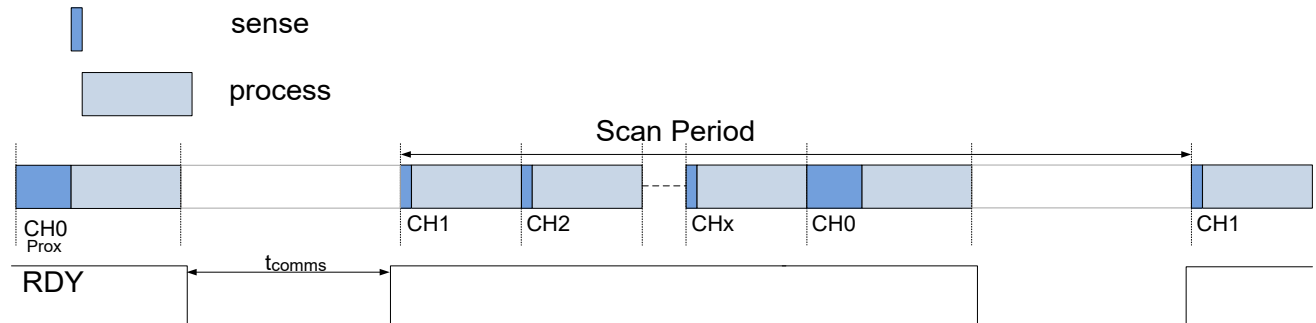 sense
process
Scan Period
CH0
Prox
CH1
CH2
CHx
CH0
CH1
RDY
tcomms